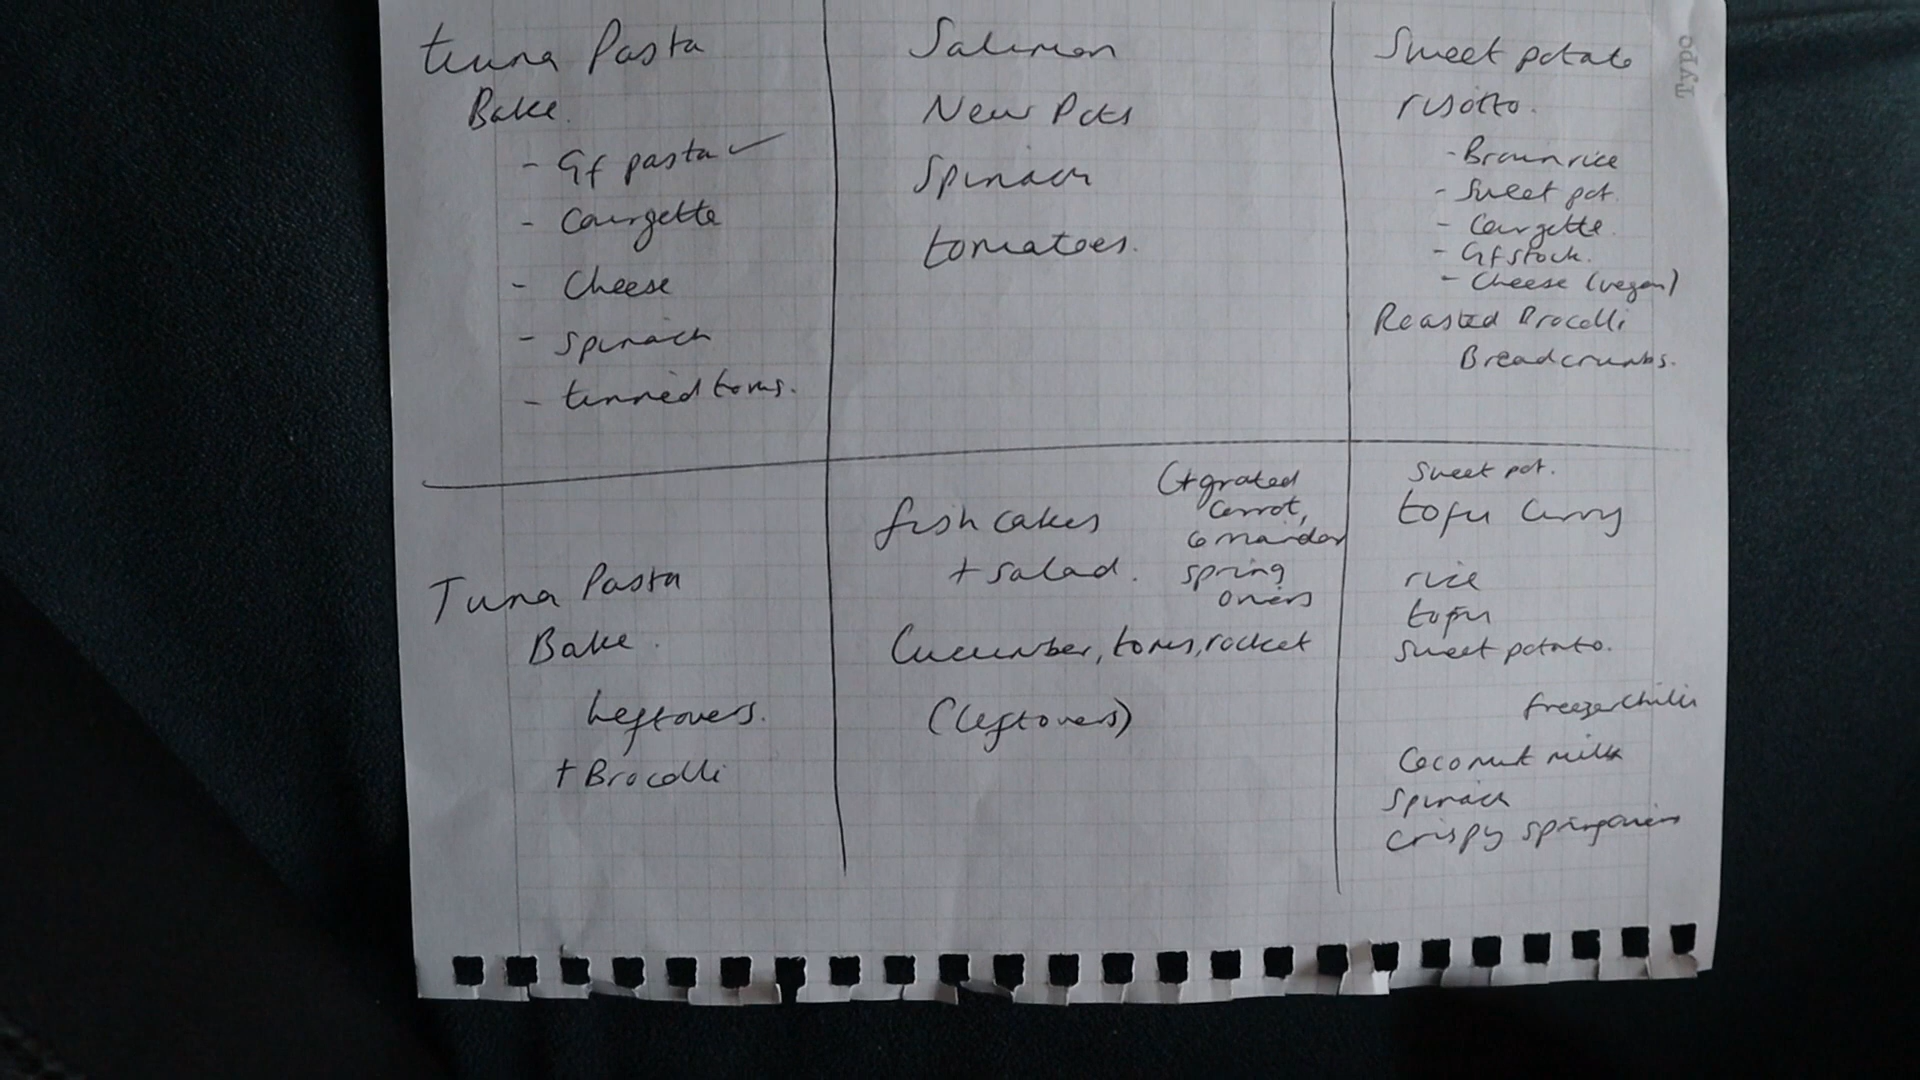 tuna Pasta
Bake.
- Gf pasta ✓
- Courgette
- Cheese
- Spinach
- tinned toms.
Salmon
New Pots
Spinach
tomatoes.
Sweet potato
risotto.
- Brown rice
- Sweet pot.
- Courgette.
- Gf stock.
- Cheese (vegan)
Roasted Brocolli
Breadcrumbs.
Typo
Tuna Pasta
Bake.
Leftovers.
+ Brocolli
fish cakes
+ salad.
(+ grated
carrot,
coriander
spring
onions
Cucumber, toms, rocket
(leftovers)
Sweet pot.
tofu Curry
rice
tofu
Sweet potato.
freezer chilli
Coconut milk
Spinach
Crispy spring onions